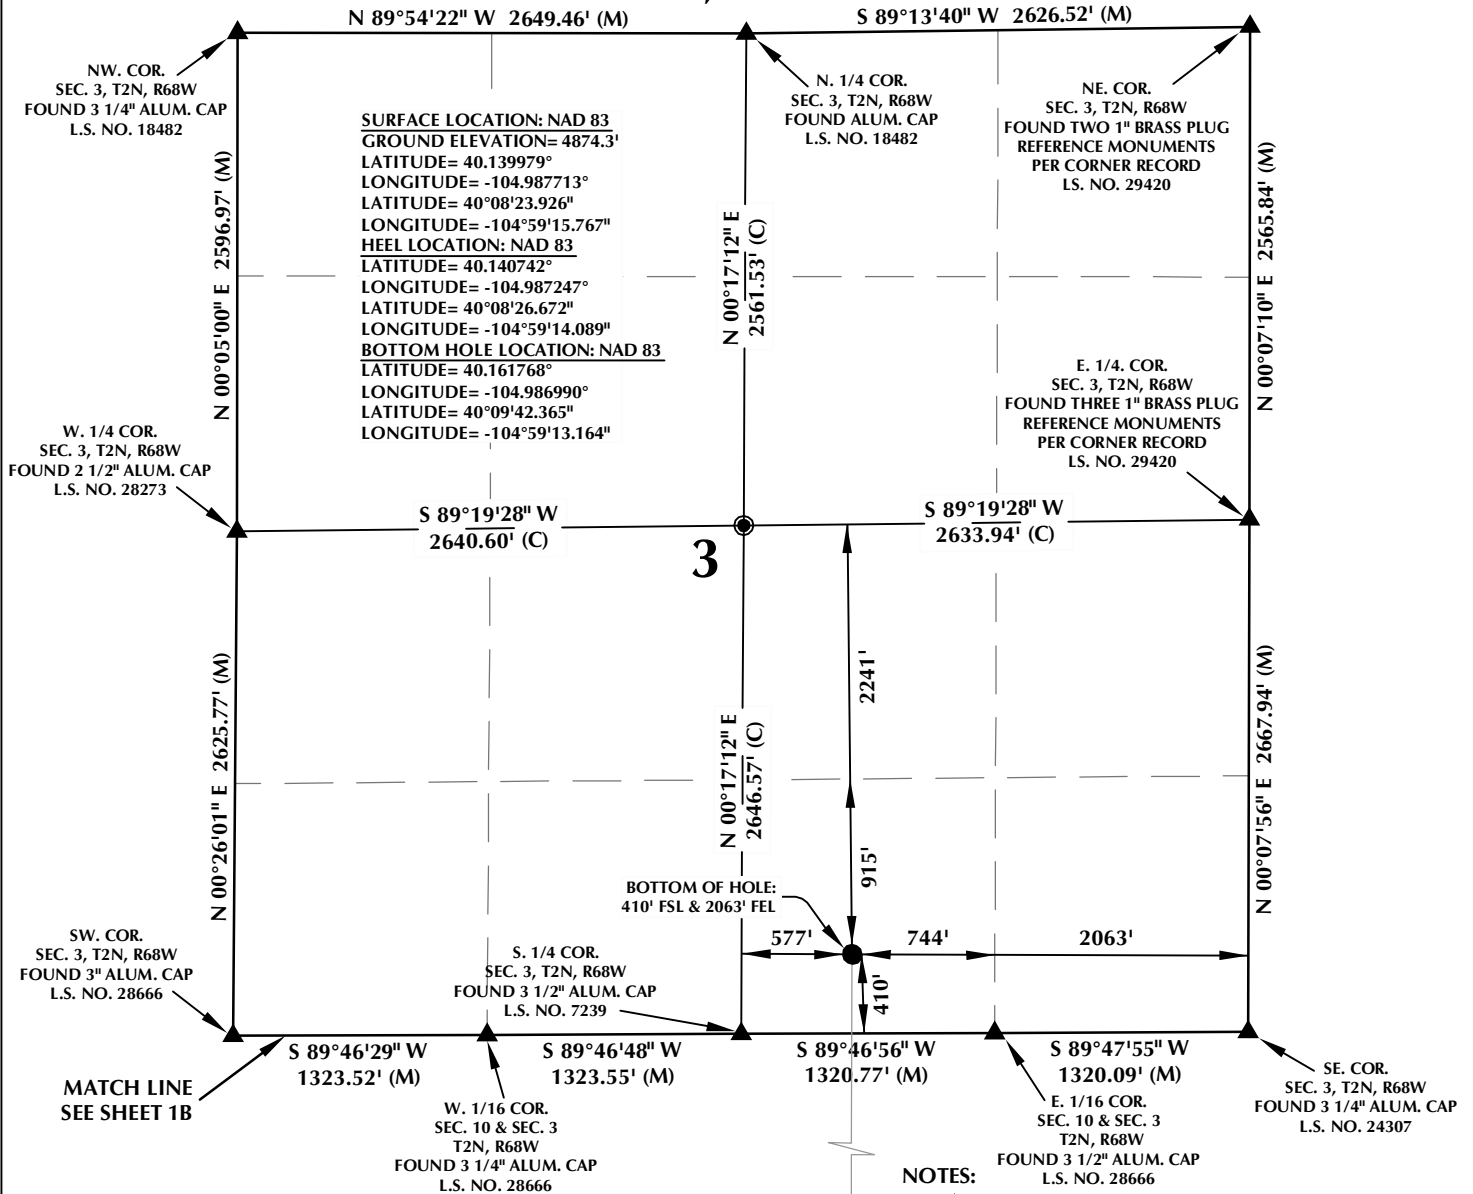 N 89°54'22" W 2649.46' (M)
S 89°13'40" W 2626.52' (M)
NW. COR.
SEC. 3, T2N, R68W
FOUND 3 1/4" ALUM. CAP
L.S. NO. 18482
N. 1/4 COR.
SEC. 3, T2N, R68W
FOUND ALUM. CAP
L.S. NO. 18482
NE. COR.
SEC. 3, T2N, R68W
FOUND TWO 1" BRASS PLUG
REFERENCE MONUMENTS
PER CORNER RECORD
LS. NO. 29420
SURFACE LOCATION: NAD 83
GROUND ELEVATION= 4874.3'
LATITUDE= 40.139979°
LONGITUDE= -104.987713°
LATITUDE= 40°08'23.926"
LONGITUDE= -104°59'15.767"
HEEL LOCATION: NAD 83
LATITUDE= 40.140742°
LONGITUDE= -104.987247°
LATITUDE= 40°08'26.672"
LONGITUDE= -104°59'14.089"
BOTTOM HOLE LOCATION: NAD 83
LATITUDE= 40.161768°
LONGITUDE= -104.986990°
LATITUDE= 40°09'42.365"
LONGITUDE= -104°59'13.164"
N 00°05'00" E 2596.97' (M)
N 00°17'12" E
2561.53' (C)
N 00°07'10" E 2565.84' (M)
W. 1/4 COR.
SEC. 3, T2N, R68W
FOUND 2 1/2" ALUM. CAP
L.S. NO. 28273
E. 1/4. COR.
SEC. 3, T2N, R68W
FOUND THREE 1" BRASS PLUG
REFERENCE MONUMENTS
PER CORNER RECORD
LS. NO. 29420
S 89°19'28" W
2640.60' (C)
S 89°19'28" W
2633.94' (C)
3
N 00°26'01" E 2625.77' (M)
N 00°17'12" E
2646.57' (C)
2241'
915'
N 00°07'56" E 2667.94' (M)
BOTTOM OF HOLE:
410' FSL & 2063' FEL
577'
744'
2063'
410'
SW. COR.
SEC. 3, T2N, R68W
FOUND 3" ALUM. CAP
L.S. NO. 28666
S. 1/4 COR.
SEC. 3, T2N, R68W
FOUND 3 1/2" ALUM. CAP
L.S. NO. 7239
S 89°46'29" W
1323.52' (M)
S 89°46'48" W
1323.55' (M)
S 89°46'56" W
1320.77' (M)
S 89°47'55" W
1320.09' (M)
MATCH LINE
SEE SHEET 1B
W. 1/16 COR.
SEC. 10 & SEC. 3
T2N, R68W
FOUND 3 1/4" ALUM. CAP
L.S. NO. 28666
E. 1/16 COR.
SEC. 10 & SEC. 3
T2N, R68W
FOUND 3 1/2" ALUM. CAP
L.S. NO. 28666
SE. COR.
SEC. 3, T2N, R68W
FOUND 3 1/4" ALUM. CAP
L.S. NO. 24307
NOTES: